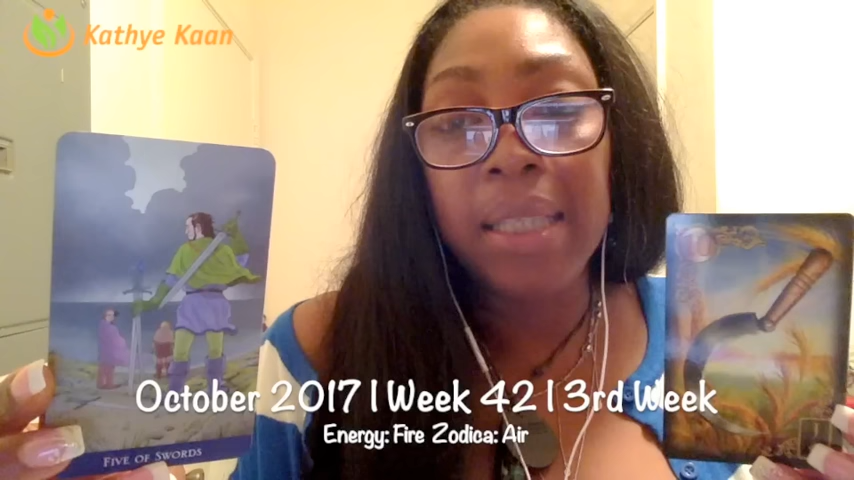 Kathye Kaan
October 2017 | Week 42 | 3rd Week
Energy: Fire Zodica: Air
FIVE OF SWORDS